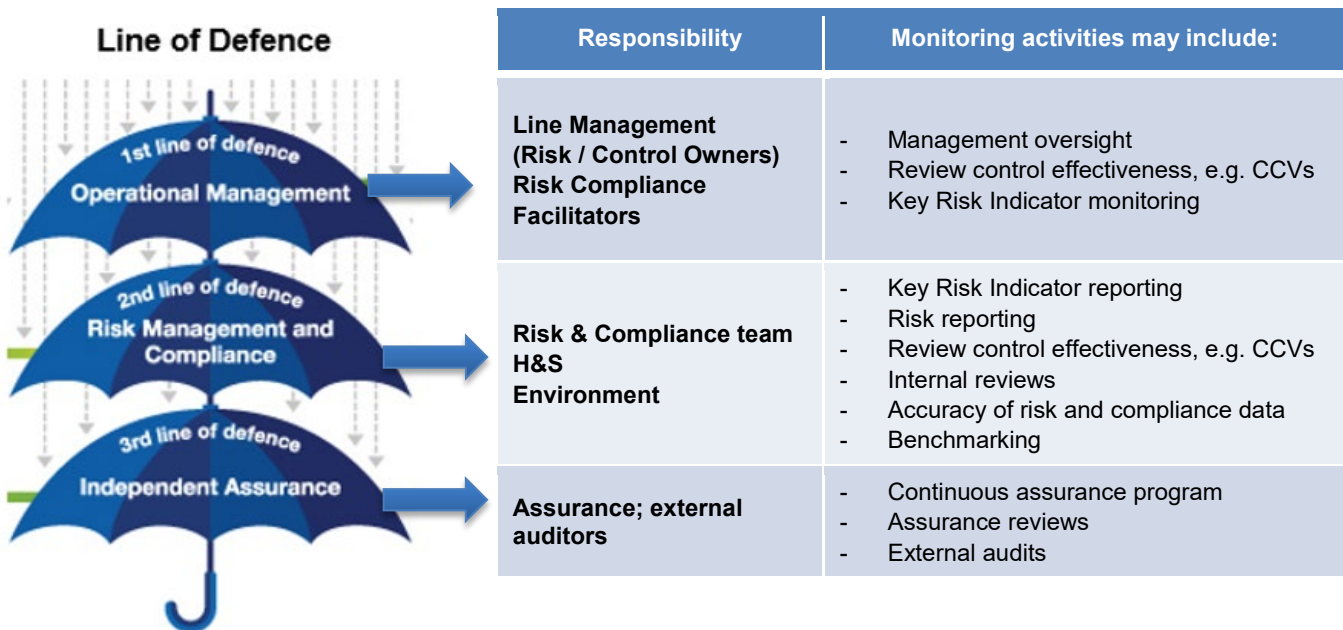 Line of Defence
Responsibility
Monitoring activities may include:
1st line of defence
Operational Management
Line Management
(Risk / Control Owners)
Risk Compliance
Facilitators
- Management oversight
- Review control effectiveness, e.g. CCVs
- Key Risk Indicator monitoring
2nd line of defence
Risk Management and
Compliance
Risk & Compliance team
H&S
Environment
- Key Risk Indicator reporting
- Risk reporting
- Review control effectiveness, e.g. CCVs
- Internal reviews
- Accuracy of risk and compliance data
- Benchmarking
3rd line of defence
Independent Assurance
Assurance; external
auditors
- Continuous assurance program
- Assurance reviews
- External audits